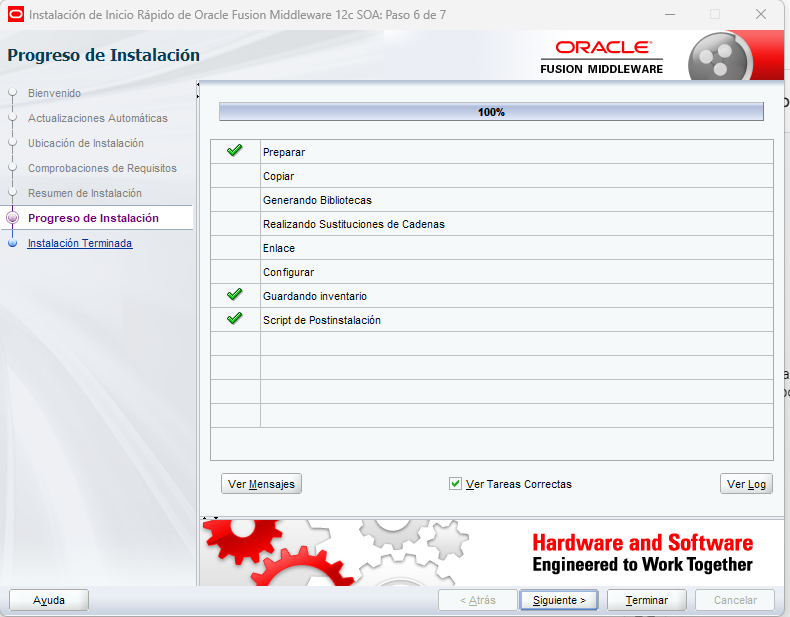 Instalación de Inicio Rápido de Oracle Fusion Middleware 12c SOA: Paso 6 de 7
Progreso de Instalación
ORACLE
FUSION MIDDLEWARE
Bienvenido
Actualizaciones Automáticas
Ubicación de Instalación
Comprobaciones de Requisitos
Resumen de Instalación
Progreso de Instalación
Instalación Terminada
100%
Preparar
Copiar
Generando Bibliotecas
Realizando Sustituciones de Cadenas
Enlace
Configurar
Guardando inventario
Script de Postinstalación
Ver Mensajes
Ver Tareas Correctas
Ver Log
Hardware and Software
Engineered to Work Together
Ayuda
< Atrás
Siguiente >
Terminar
Cancelar